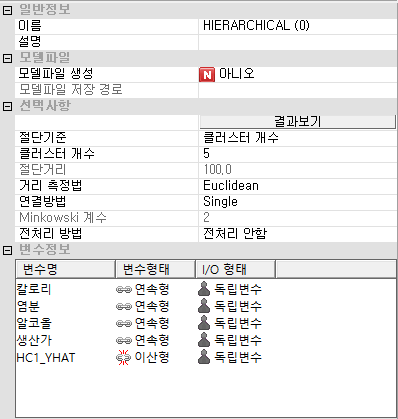 일반정보
이름 HIERARCHICAL (0)
설명
모델파일
모델파일 생성 N 아니오
모델파일 저장 경로
선택사항
결과보기
절단기준 클러스터 개수
클러스터 개수 5
절단거리 100,0
거리 측정법 Euclidean
연결방법 Single
Minkowski 계수 2
전처리 방법 전처리 안함
변수정보
변수명 변수형태 I/O 형태
칼로리 연속형 독립변수
염분 연속형 독립변수
알코올 연속형 독립변수
생산가 연속형 독립변수
HC1_YHAT 이산형 독립변수